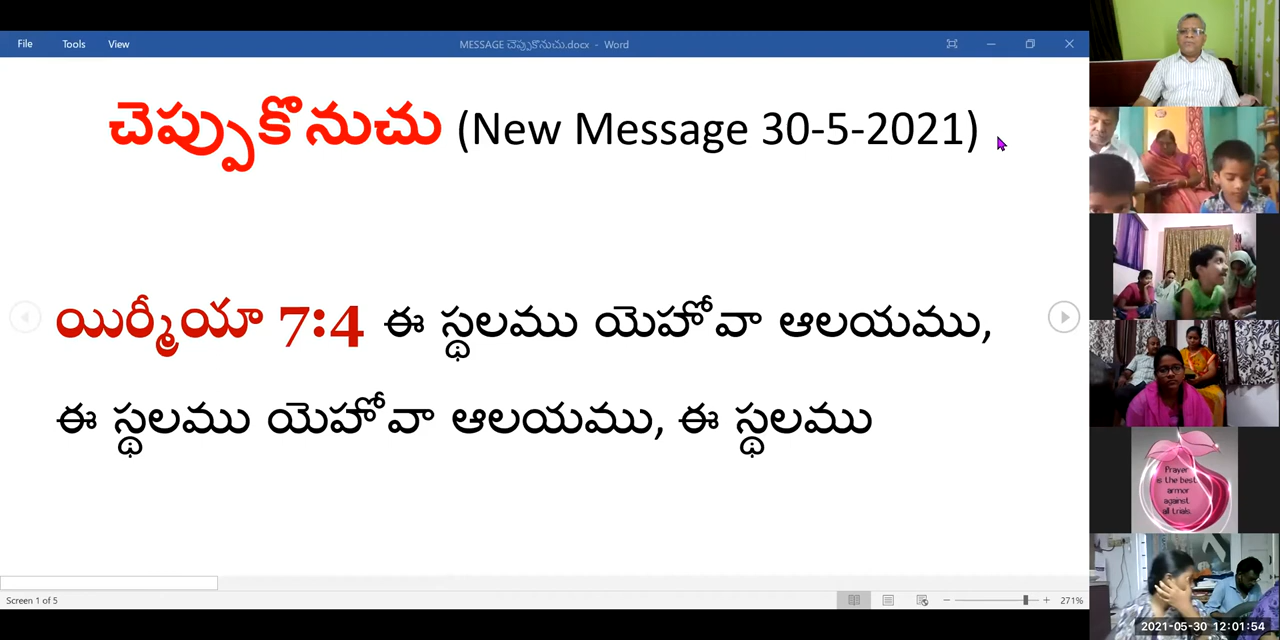 File Tools View MESSAGE చెప్పుకొనుచు.docx - Word
చెప్పుకొనుచు (New Message 30-5-2021)
యిర్మీయా 7:4 ఈ స్థలము యెహోవా ఆలయము,
ఈ స్థలము యెహోవా ఆలయము, ఈ స్థలము
Screen 1 of 5 271%
Prayer
is the best
armor
against
all trials.
2021-05-30 12:01:54